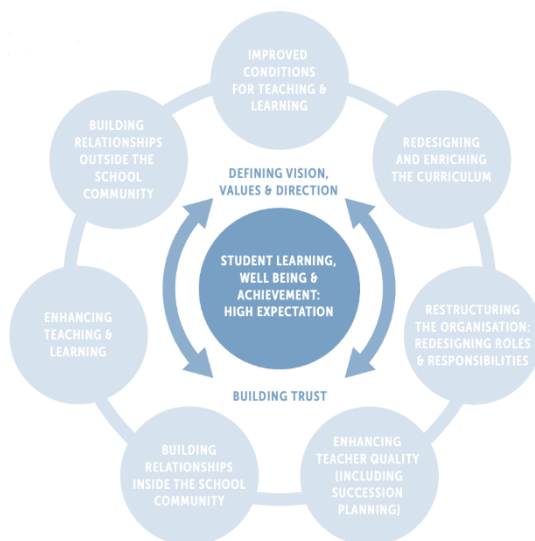 IMPROVED
CONDITIONS
FOR TEACHING &
LEARNING
BUILDING
RELATIONSHIPS
OUTSIDE THE
SCHOOL
COMMUNITY
REDESIGNING
AND ENRICHING
THE CURRICULUM
DEFINING VISION,
VALUES & DIRECTION
STUDENT LEARNING,
WELL BEING &
ACHIEVEMENT:
HIGH EXPECTATION
ENHANCING
TEACHING &
LEARNING
RESTRUCTURING
THE ORGANISATION:
REDESIGNING ROLES
& RESPONSIBILITIES
BUILDING TRUST
BUILDING
RELATIONSHIPS
INSIDE THE SCHOOL
COMMUNITY
ENHANCING
TEACHER QUALITY
(INCLUDING
SUCCESSION
PLANNING)